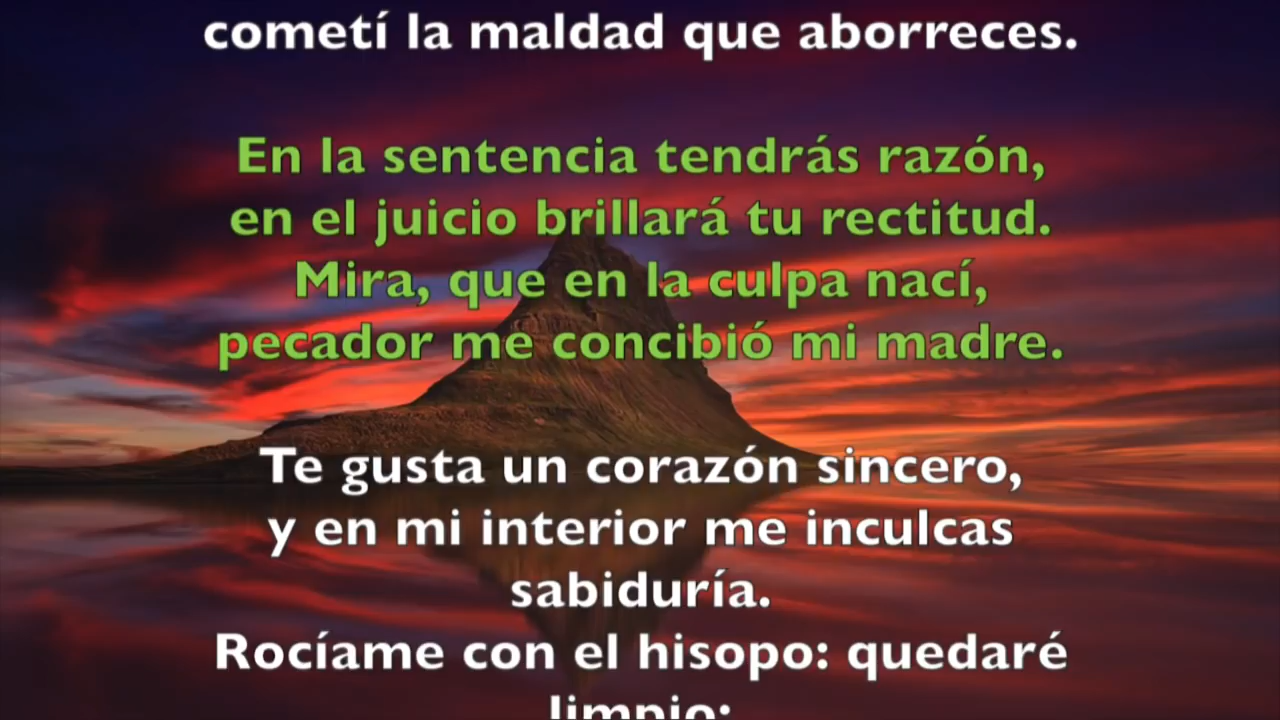 cometí la maldad que aborreces.
En la sentencia tendrás razón,
en el juicio brillará tu rectitud.
Mira, que en la culpa nací,
pecador me concibió mi madre.
Te gusta un corazón sincero,
y en mi interior me inculcas
sabiduría.
Rocíame con el hisopo: quedaré
limpio: